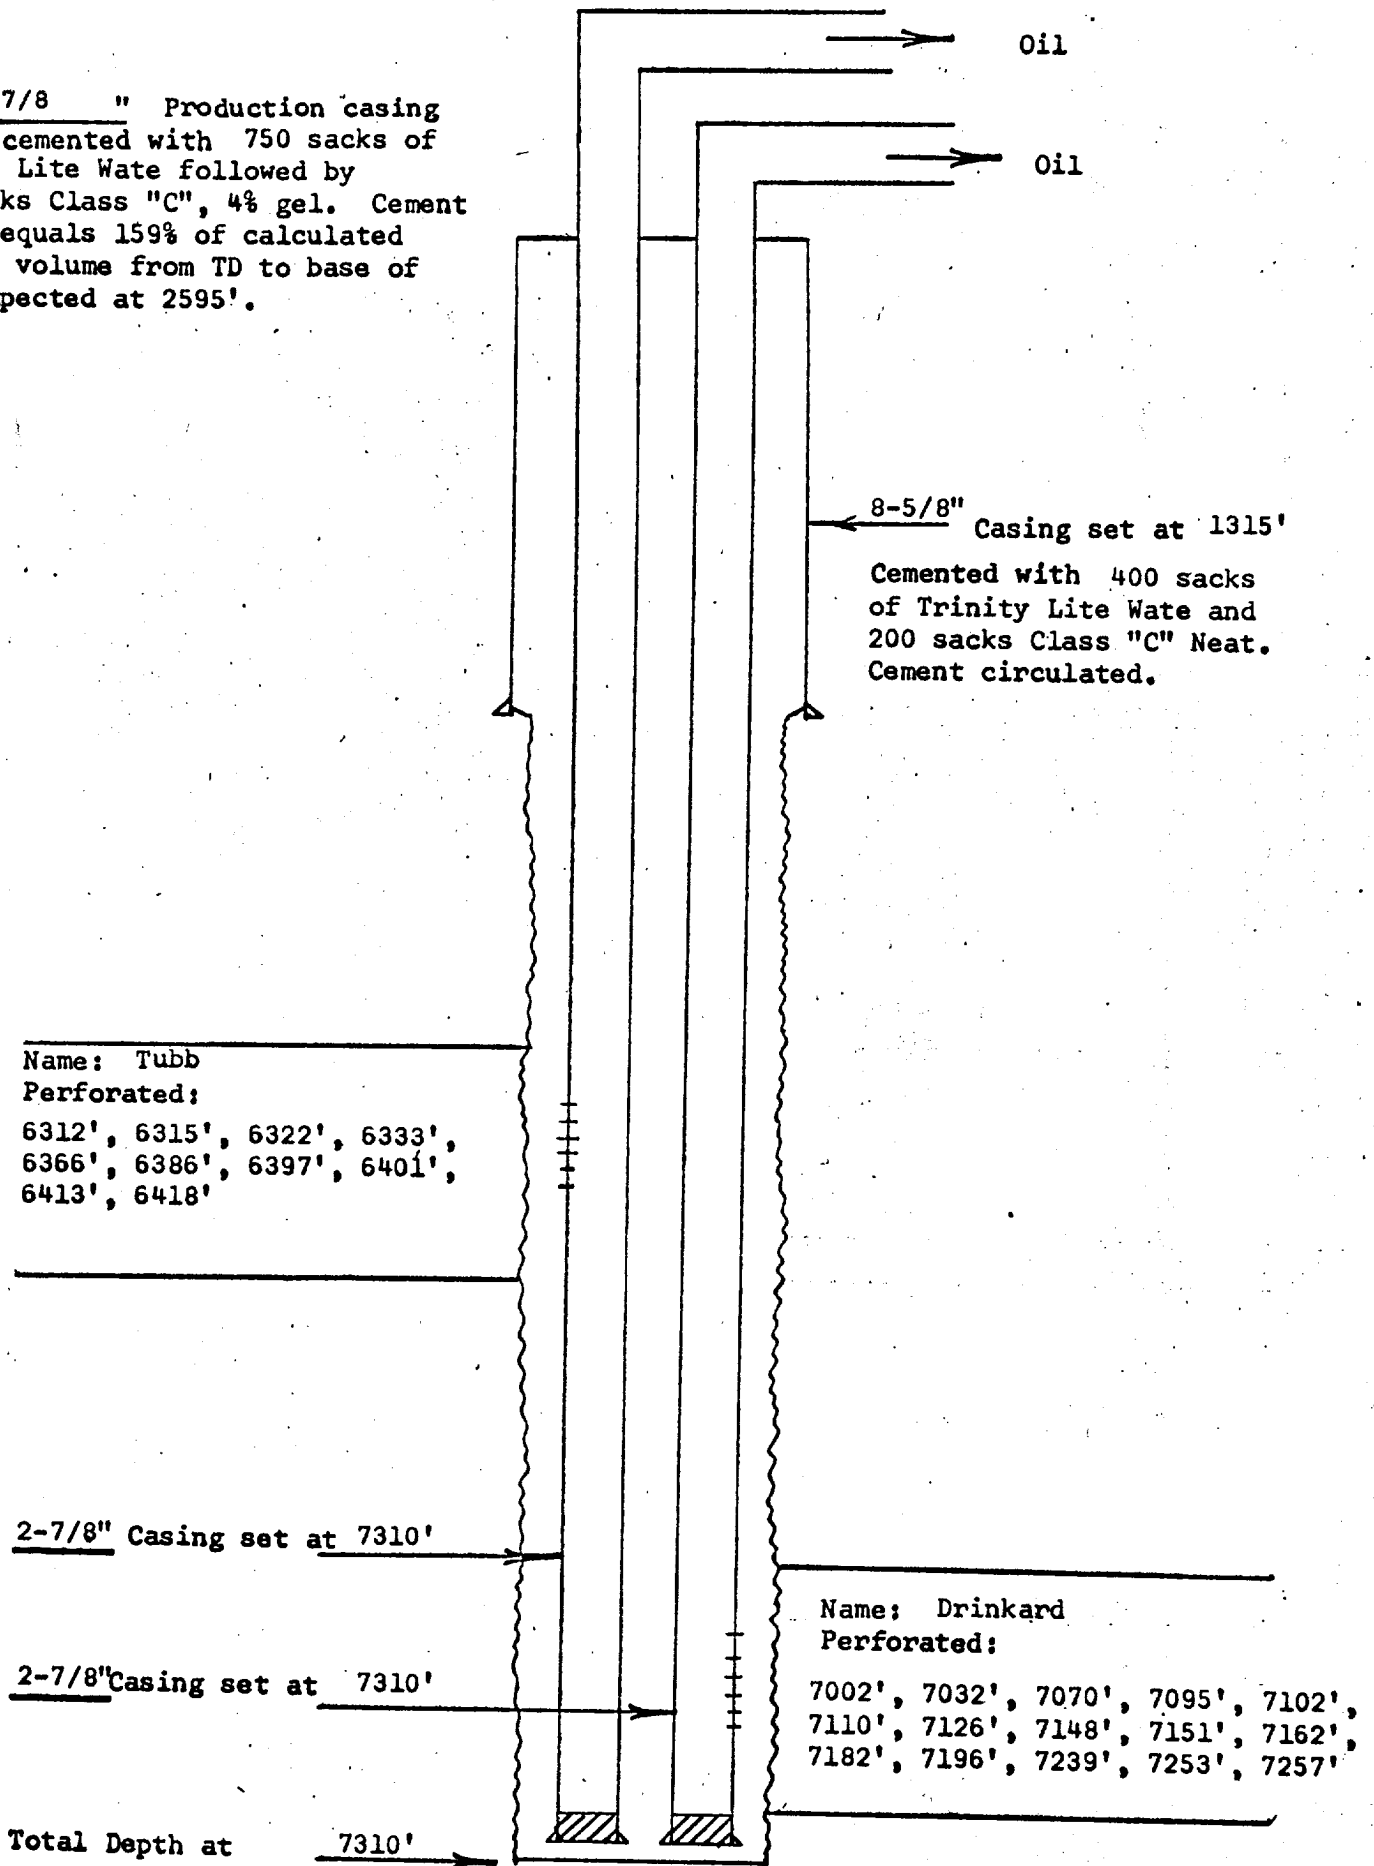 Oil
7/8 " Production casing
cemented with 750 sacks of
Lite Wate followed by
ks Class "C", 4% gel. Cement
equals 159% of calculated
volume from TD to base of
pected at 2595'.
Oil
8-5/8" Casing set at 1315'
Cemented with 400 sacks
of Trinity Lite Wate and
200 sacks Class "C" Neat.
Cement circulated.
Name: Tubb
Perforated:
6312', 6315', 6322', 6333',
6366', 6386', 6397', 6401',
6413', 6418'
2-7/8" Casing set at 7310'
Name: Drinkard
Perforated:
7002', 7032', 7070', 7095', 7102',
7110', 7126', 7148', 7151', 7162',
7182', 7196', 7239', 7253', 7257'
2-7/8" Casing set at 7310'
Total Depth at 7310'